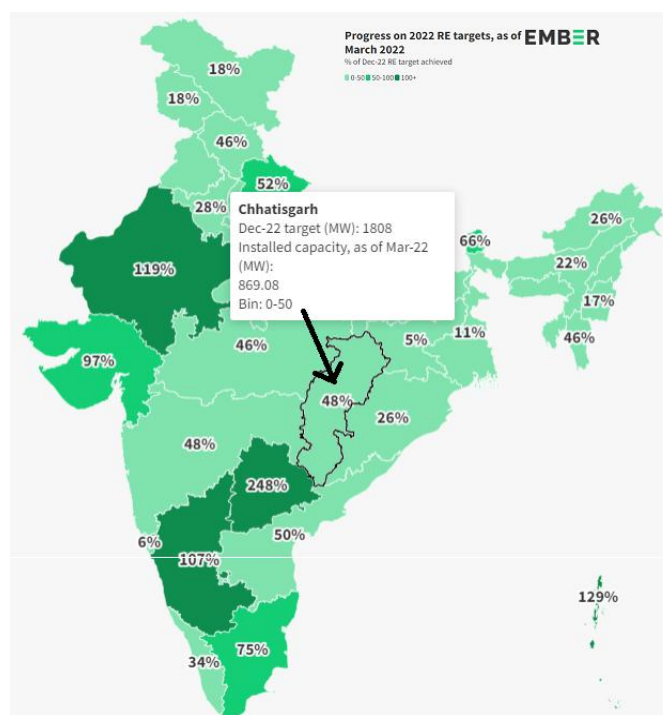 Progress on 2022 RE targets, as of
March 2022
EMBER
% of Dec-22 RE target achieved
0-50 50-100 100+
18%
18%
46%
52%
28%
Chhatisgarh
Dec-22 target (MW): 1808
Installed capacity, as of Mar-22
(MW):
869.08
Bin: 0-50
119%
66%
26%
22%
17%
46%
97%
46%
5%
11%
48%
26%
48%
248%
6%
107%
50%
129%
34%
75%